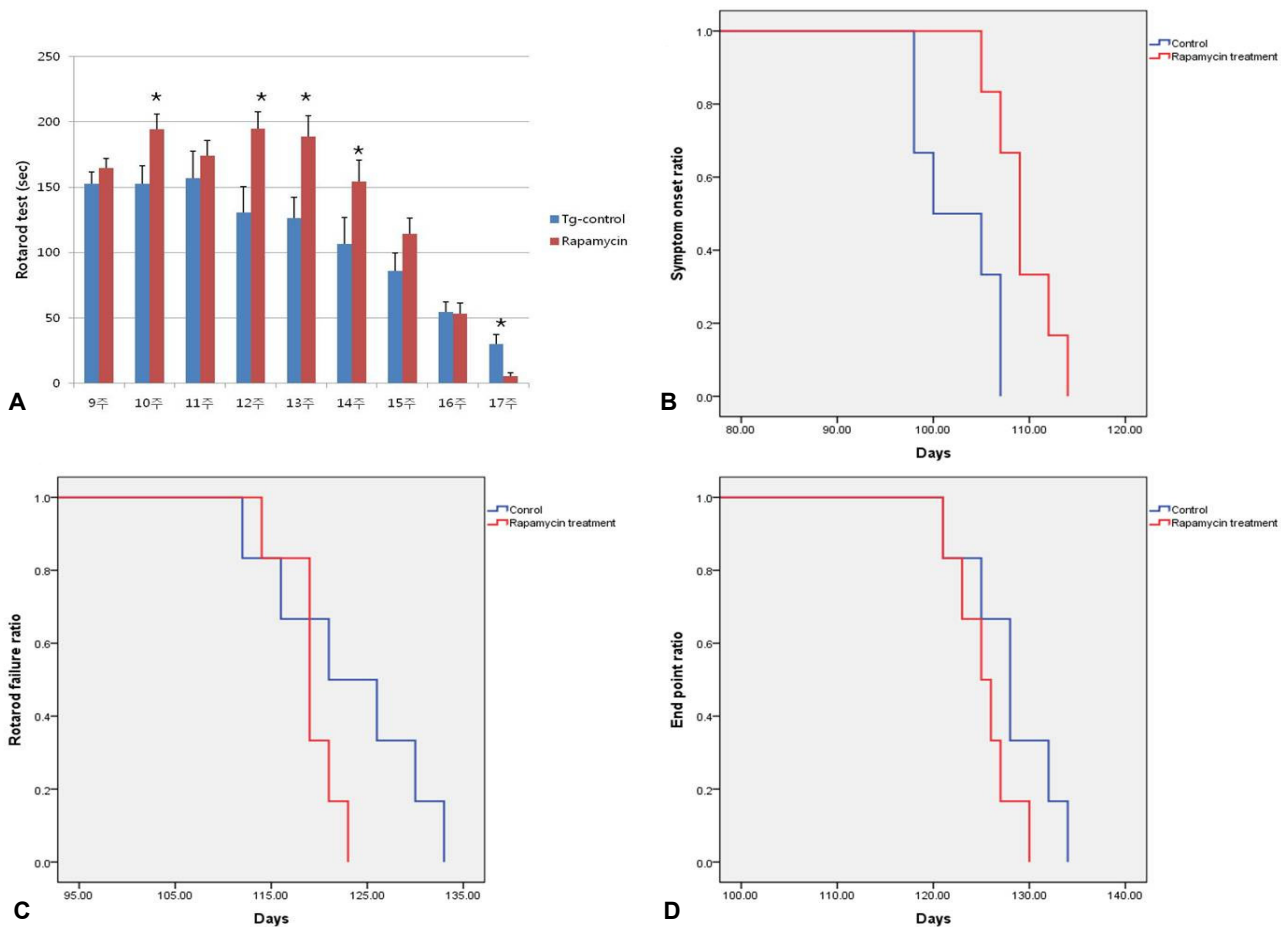 250
200
150
100
50
0
Rotarod test (sec)
*
*
*
*
*
9주 10주 11주 12주 13주 14주 15주 16주 17주
Tg-control
Rapamycin
A
1.0
0.8
0.6
0.4
0.2
0.0
Symptom onset ratio
80.00 90.00 100.00 110.00 120.00
Days
Control
Rapamycin treatment
B
1.0
0.8
0.6
0.4
0.2
0.0
Rotarod failure ratio
95.00 105.00 115.00 125.00 135.00
Days
Conrol
Rapamycin treatment
C
1.0
0.8
0.6
0.4
0.2
0.0
End point ratio
100.00 110.00 120.00 130.00 140.00
Days
Control
Rapamycin treatment
D